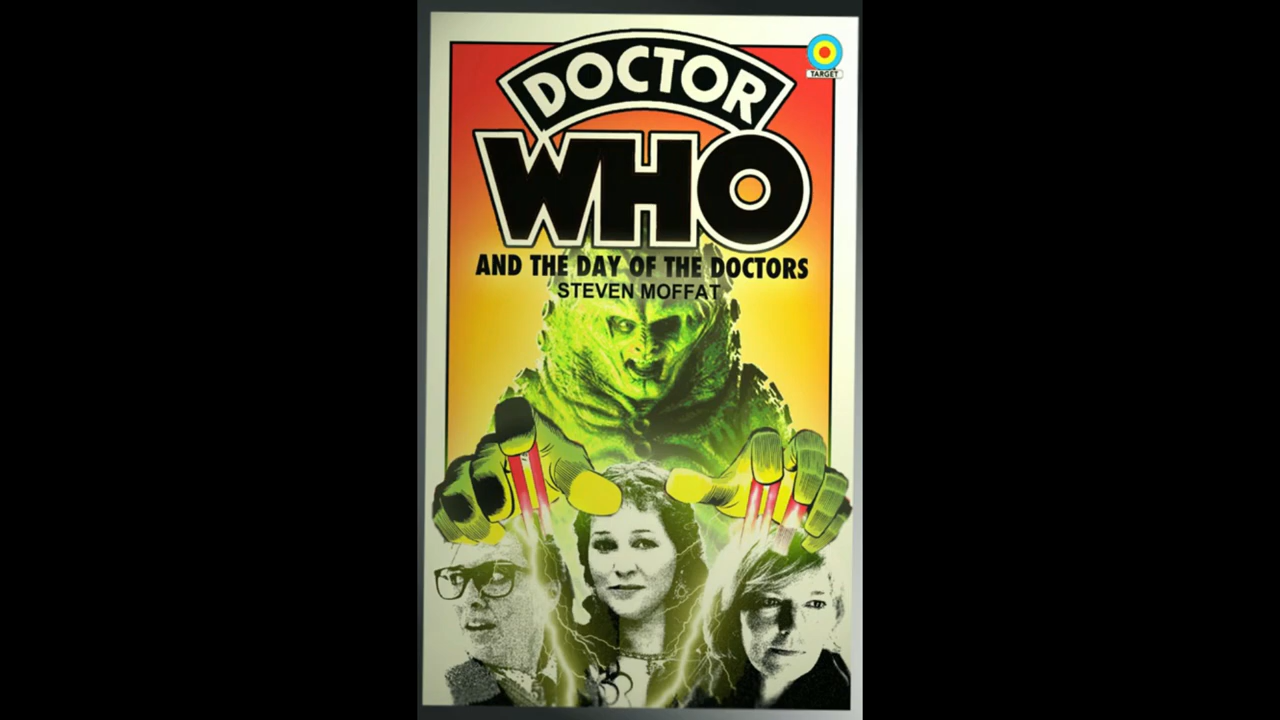 DOCTOR
WHO
TARGET
AND THE DAY OF THE DOCTORS
STEVEN MOFFAT